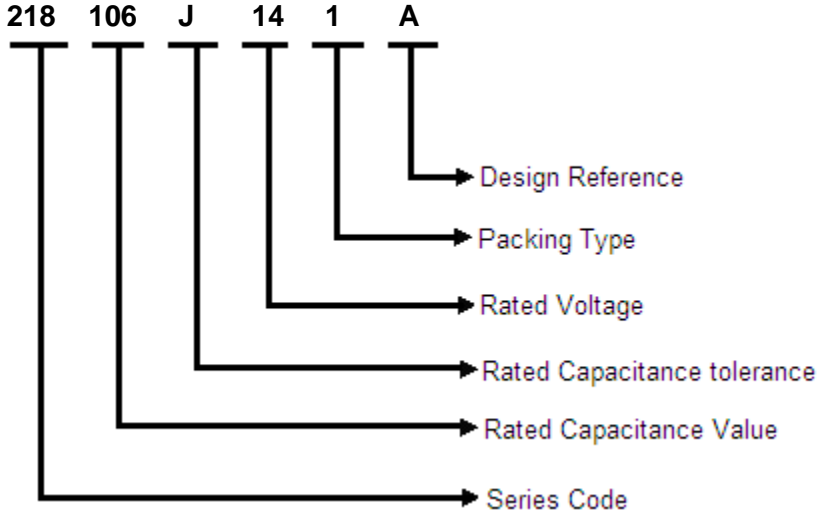 218 106 J 14 1 A
Design Reference
Packing Type
Rated Voltage
Rated Capacitance tolerance
Rated Capacitance Value
Series Code